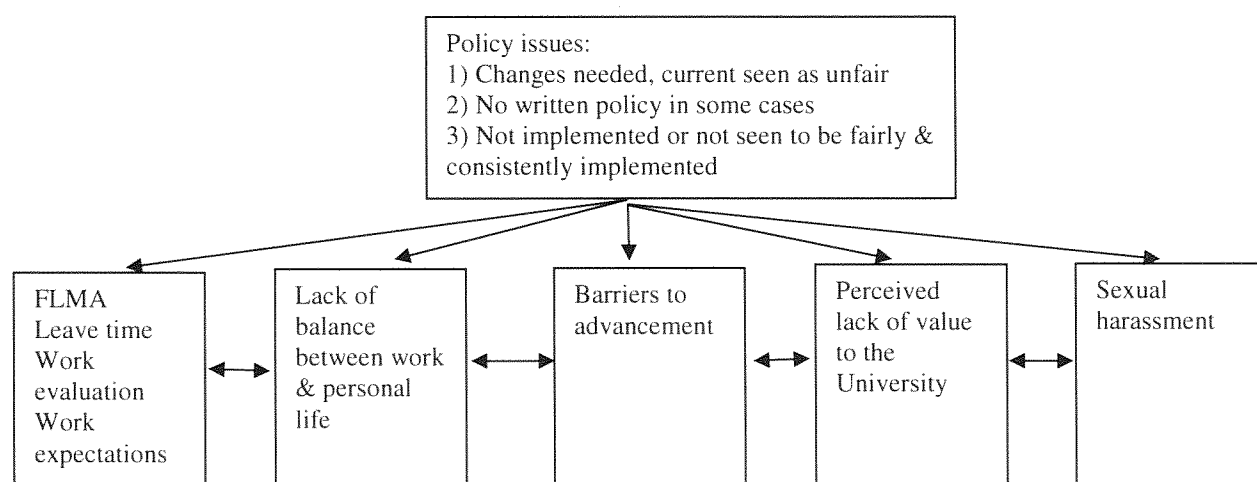 Policy issues:
1) Changes needed, current seen as unfair
2) No written policy in some cases
3) Not implemented or not seen to be fairly &
consistently implemented
FLMA
Leave time
Work
evaluation
Work
expectations
Lack of
balance
between work
& personal
life
Barriers to
advancement
Perceived
lack of value
to the
University
Sexual
harassment